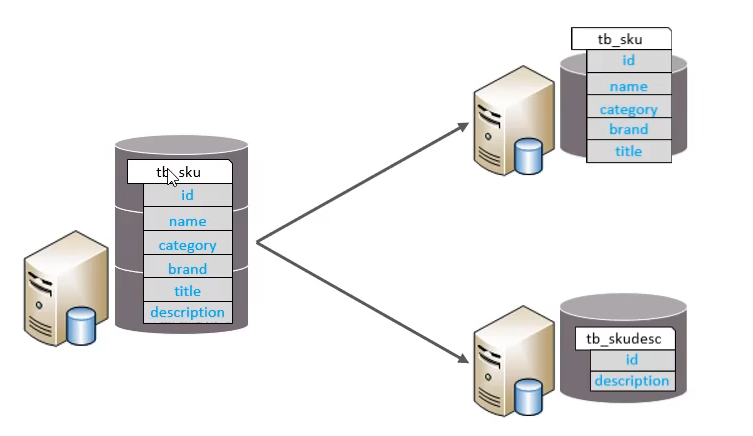 tb_sku
id
name
category
brand
title
description
tb_sku
id
name
category
brand
title
tb_skudesc
id
description